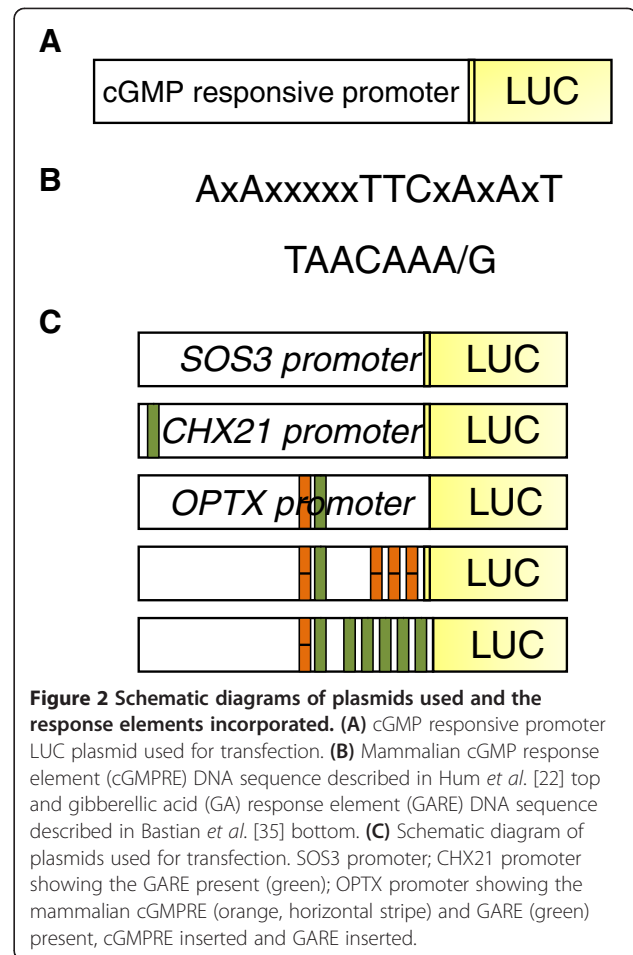 A
cGMP responsive promoter LUC
B
AxAxxxxxTTCxAxAxT
TAACAAA/G
C
SOS3 promoter LUC
CHX21 promoter LUC
OPTX promoter LUC
LUC
LUC
Figure 2 Schematic diagrams of plasmids used and the
response elements incorporated. (A) cGMP responsive promoter
LUC plasmid used for transfection. (B) Mammalian cGMP response
element (cGMPRE) DNA sequence described in Hum et al. [22] top
and gibberellic acid (GA) response element (GARE) DNA sequence
described in Bastian et al. [35] bottom. (C) Schematic diagram of
plasmids used for transfection. SOS3 promoter; CHX21 promoter
showing the GARE present (green); OPTX promoter showing the
mammalian cGMPRE (orange, horizontal stripe) and GARE (green)
present, cGMPRE inserted and GARE inserted.